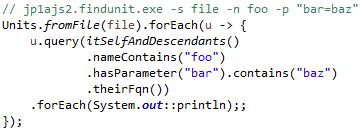 // jp1ajs2.findunit.exe -s file -n foo -p "bar=baz"
Units.fromFile(file).forEach(u -> {
    u.query(itSelfAndDescendants()
            .nameContains("foo")
            .hasParameter("bar").contains("baz")
            .theirFqn())
    .forEach(System.out::println);;
});